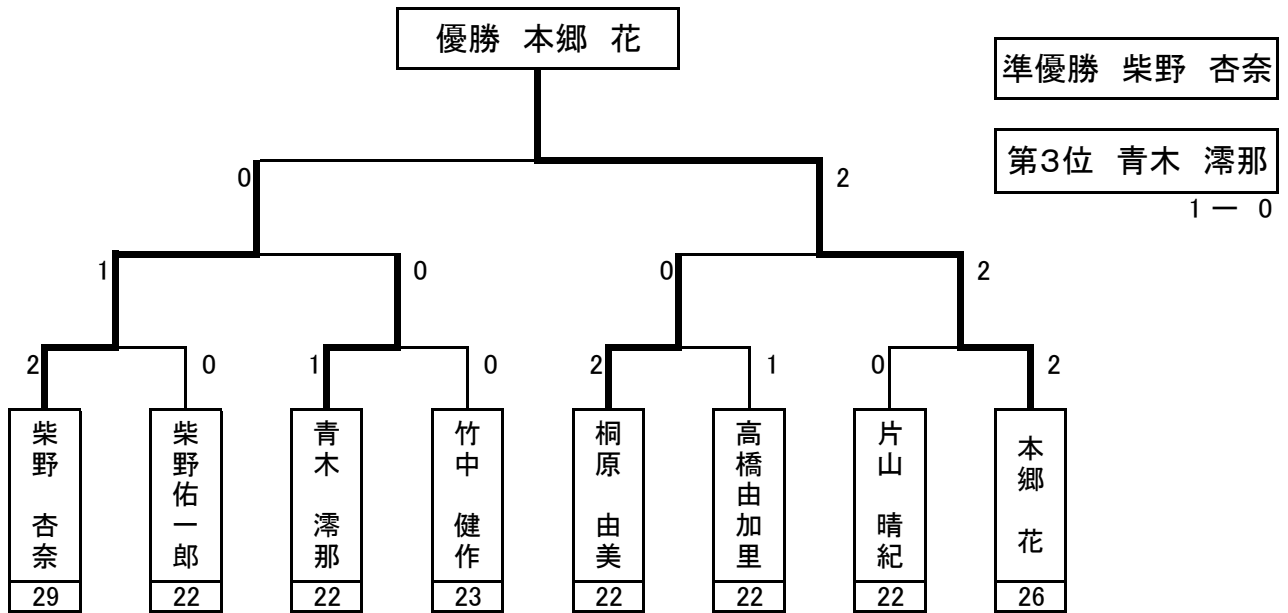 優勝 本郷 花
準優勝 柴野 杏奈
第3位 青木 澪那
1 ー 0
0 2
1 0 0 2
2 0 1 0 2 1 0 2
柴野 杏奈
柴野佑一郎
青木 澪那
竹中 健作
桐原 由美
高橋由加里
片山 晴紀
本郷 花
29 22 22 23 22 22 22 26